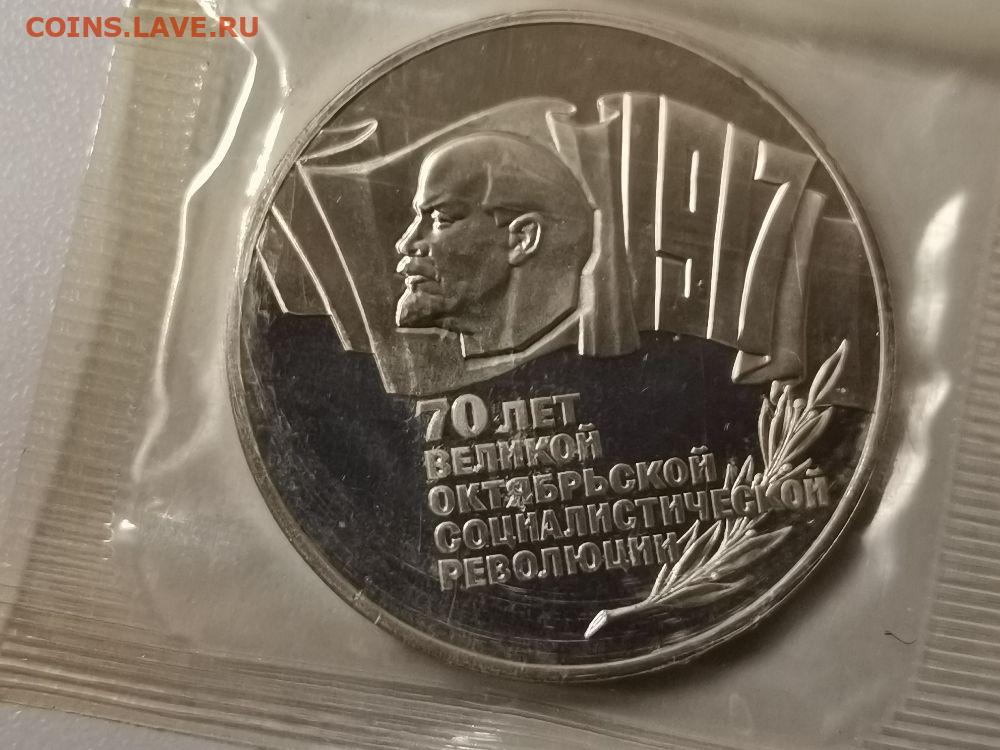 COINS.LAVE.RU
1917
70 ЛЕТ
ВЕЛИКОЙ
ОКТЯБРЬСКОЙ
СОЦИАЛИСТИЧЕСКОЙ
РЕВОЛЮЦИИ